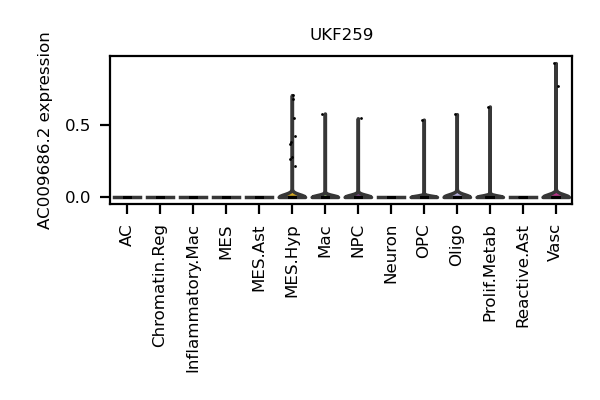 UKF259
AC009686.2 expression
0.5
0.0
AC
Chromatin.Reg
Inflammatory.Mac
MES
MES.Ast
MES.Hyp
Mac
NPC
Neuron
OPC
Oligo
Prolif.Metab
Reactive.Ast
Vasc